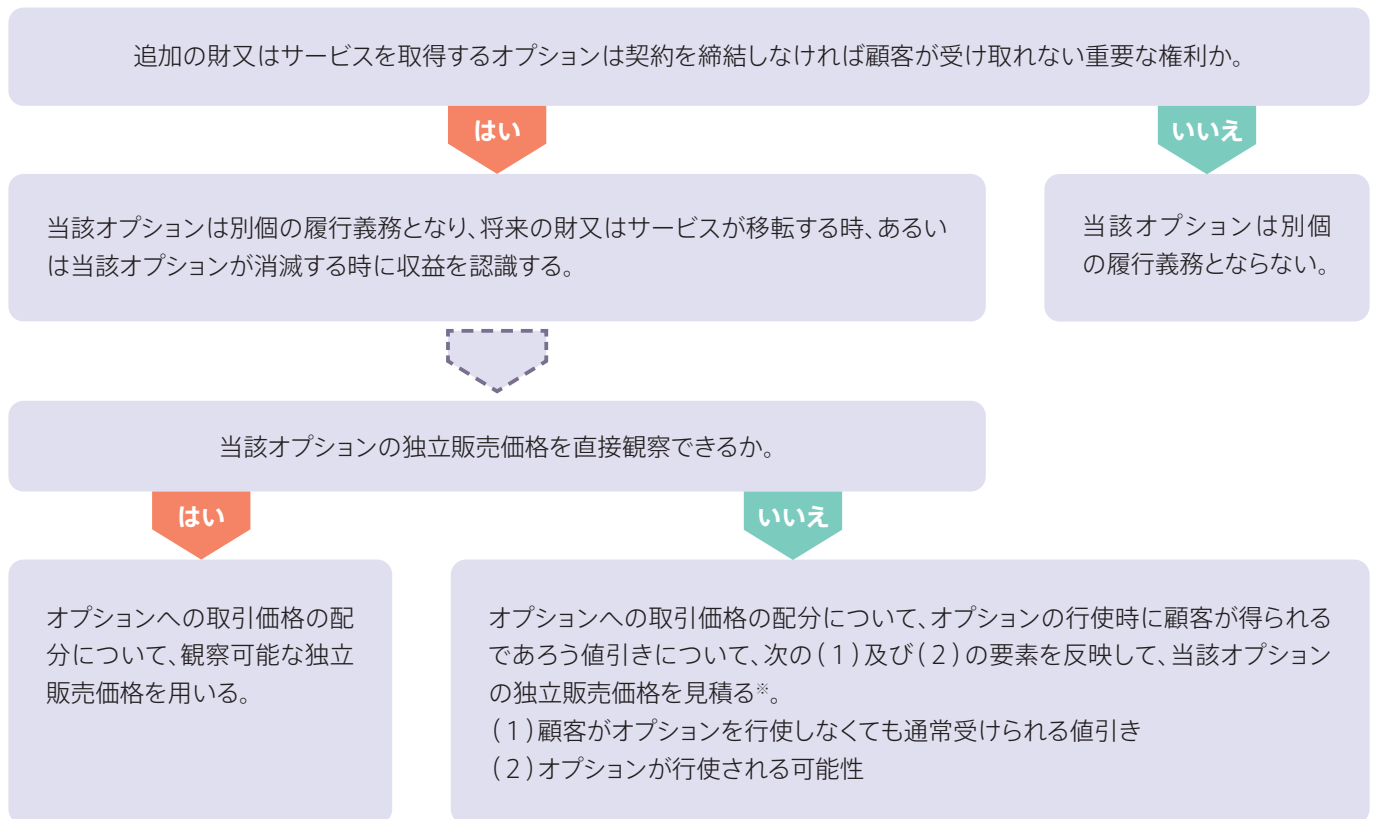 追加の財又はサービスを取得するオプションは契約を締結しなければ顧客が受け取れない重要な権利か。
はい
いいえ
当該オプションは別個の履行義務となり、将来の財又はサービスが移転する時、あるい
は当該オプションが消滅する時に収益を認識する。
当該オプションは別個
の履行義務とならない。
当該オプションの独立販売価格を直接観察できるか。
はい
いいえ
オプションへの取引価格の配
分について、観察可能な独立
販売価格を用いる。
オプションへの取引価格の配分について、オプションの行使時に顧客が得られる
であろう値引きについて、次の(1)及び(2)の要素を反映して、当該オプション
の独立販売価格を見積る※。
(1)顧客がオプションを行使しなくても通常受けられる値引き
(2)オプションが行使される可能性